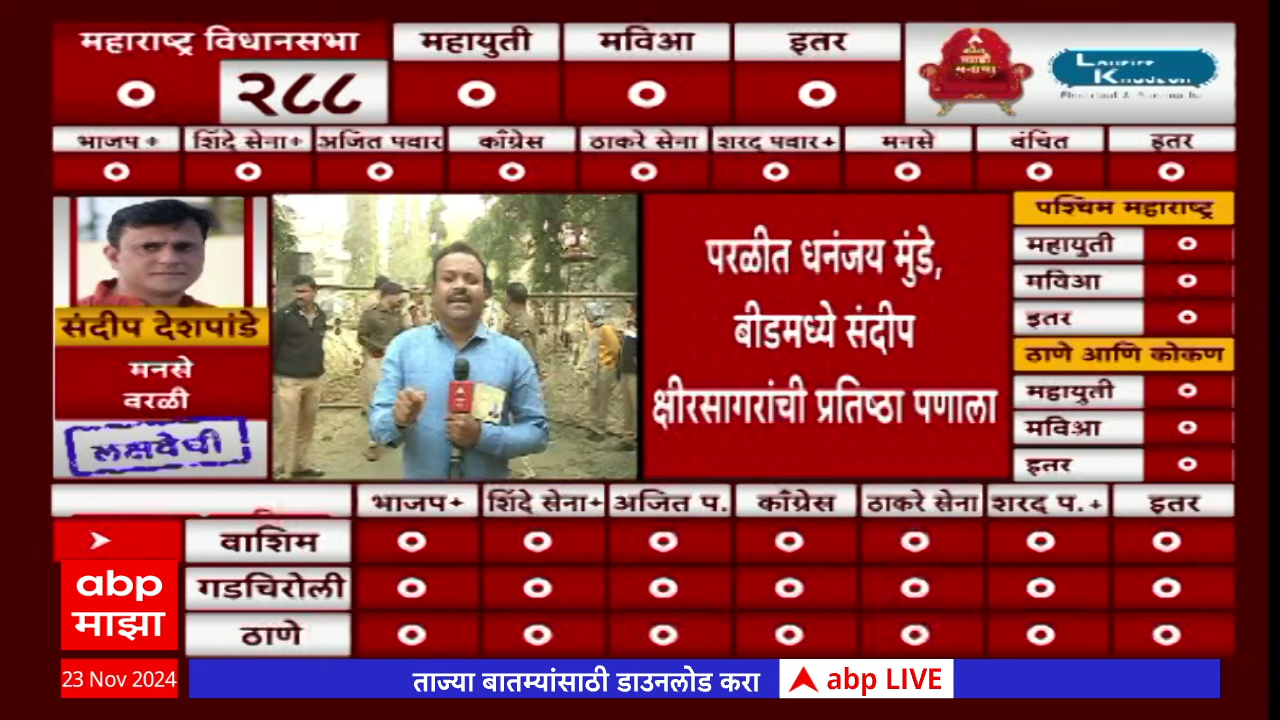 महाराष्ट्र विधानसभा
० २८८
महायुती मविआ इतर
० ० ०
भाजप + शिंदे सेना+ अजित पवार काँग्रेस ठाकरे सेना शरद पवार+ मनसे वंचित इतर
० ० ० ० ० ० ० ० ०
संदीप देशपांडे
मनसे
वरळी
लक्षवेधी
परळीत धनंजय मुंडे,
बीडमध्ये संदीप
क्षीरसागरांची प्रतिष्ठा पणाला
पश्चिम महाराष्ट्र
महायुती ०
मविआ ०
इतर ०
ठाणे आणि कोकण
महायुती ०
मविआ ०
इतर ०
भाजप+ शिंदे सेना+ अजित प. काँग्रेस ठाकरे सेना शरद प.+ इतर
वाशिम ० ० ० ० ० ० ०
गडचिरोली ० ० ० ० ० ० ०
ठाणे ० ० ० ० ० ० ०
abp
माझा
23 Nov 2024
ताज्या बातम्यांसाठी डाउनलोड करा abp LIVE